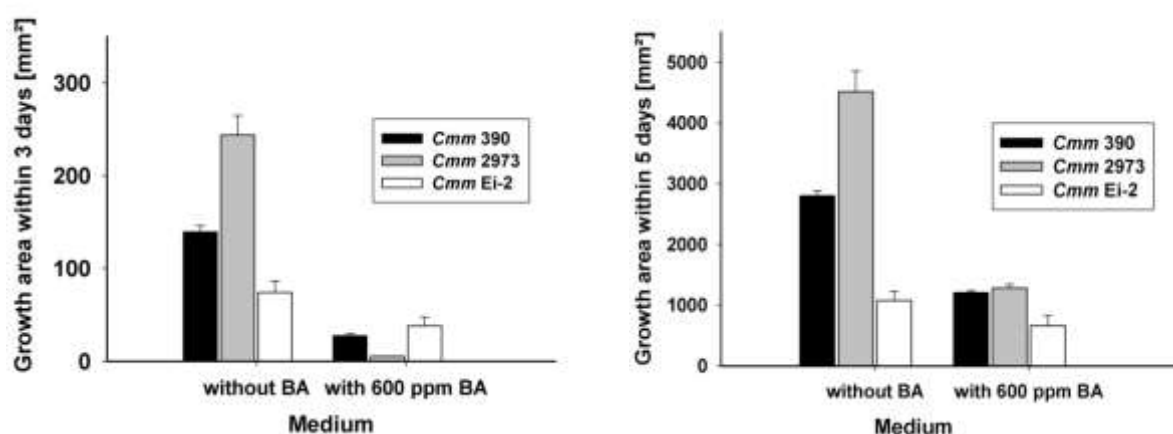 Growth area within 3 days [mm²]
300
200
100
0
Cmm 390
Cmm 2973
Cmm Ei-2
without BA with 600 ppm BA
Medium
Growth area within 5 days [mm²]
5000
4000
3000
2000
1000
0
Cmm 390
Cmm 2973
Cmm Ei-2
without BA with 600 ppm BA
Medium